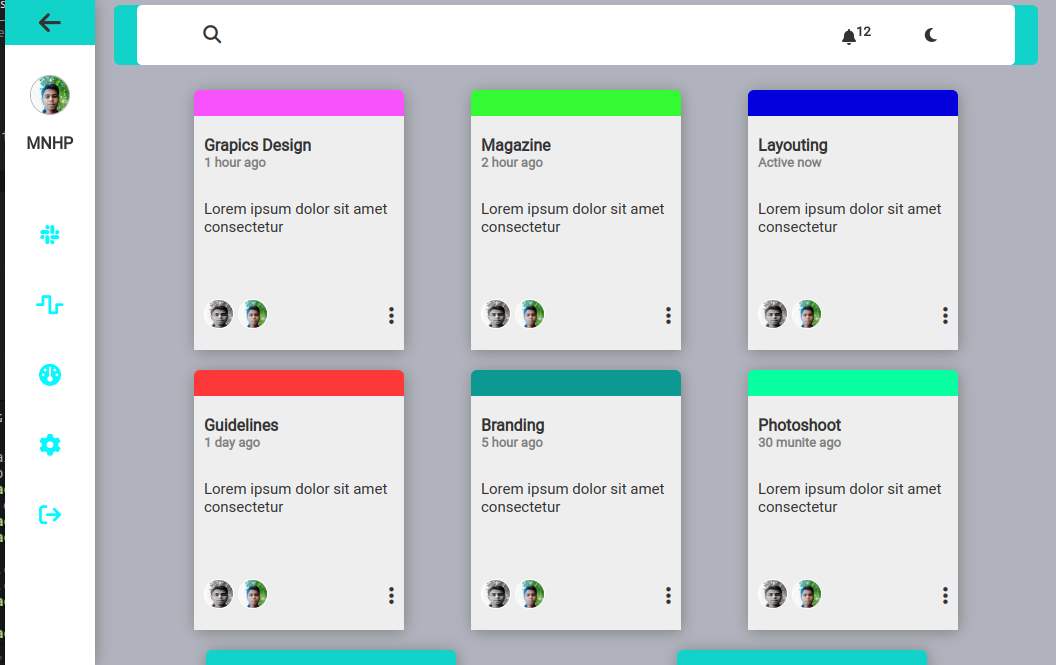 12
MNHP
Grapics Design
1 hour ago
Lorem ipsum dolor sit amet
consectetur
Magazine
2 hour ago
Lorem ipsum dolor sit amet
consectetur
Layouting
Active now
Lorem ipsum dolor sit amet
consectetur
Guidelines
1 day ago
Lorem ipsum dolor sit amet
consectetur
Branding
5 hour ago
Lorem ipsum dolor sit amet
consectetur
Photoshoot
30 munite ago
Lorem ipsum dolor sit amet
consectetur